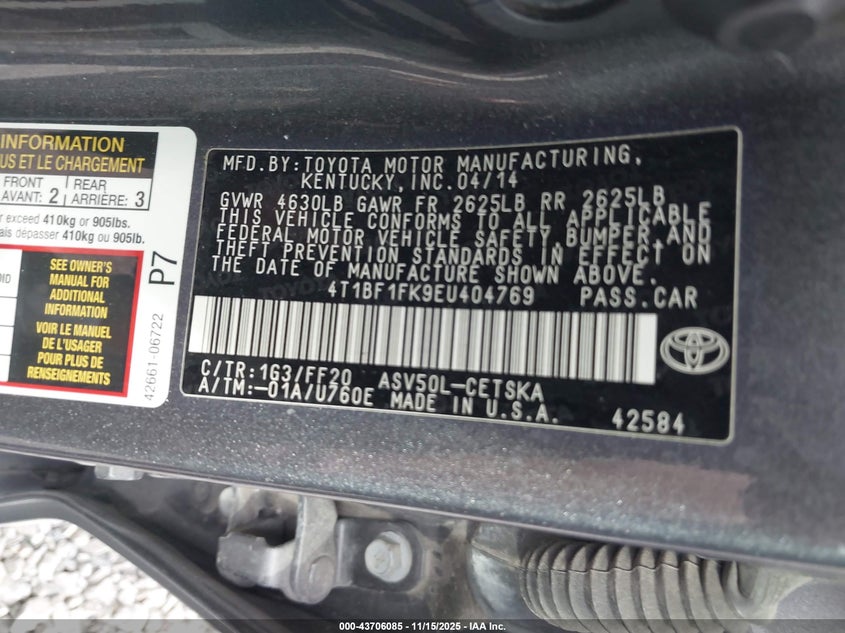 INFORMATION
US ET LE CHARGEMENT
FRONT
AVANT: 2
REAR
ARRIÈRE: 3
exceed 410kg or 905lbs.
ais dépasser 410kg ou 905lb.
SEE OWNER'S
MANUAL FOR
ADDITIONAL
INFORMATION
VOIR LE MANUEL
DE L'USAGER
POUR PLUS DE
RENSEIGNEMENTS
P7
42661-06722
MFD.BY:TOYOTA MOTOR MANUFACTURING,
KENTUCKY,INC.04/14
GVWR 4630LB GAWR FR 2625LB RR 2625LB
THIS VEHICLE CONFORMS TO ALL APPLICABLE
FEDERAL MOTOR VEHICLE SAFETY,BUMPER,AND
THEFT PREVENTION STANDARDS IN EFFECT ON
THE DATE OF MANUFACTURE SHOWN ABOVE.
4T1BF1FK9EU404769 PASS.CAR
C/TR:1G3/FF20 ASV50L-CETSKA
A/TM:-01A/U760E MADE IN U.S.A.
42584
000-43706085 - 11/15/2025 - IAA Inc.